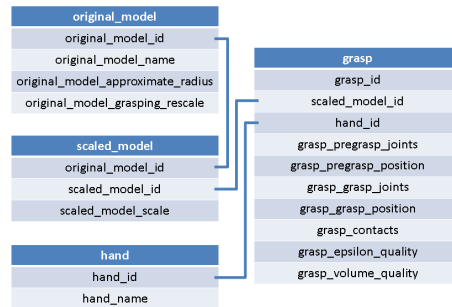 original_model
original_model_id
original_model_name
original_model_approximate_radius
original_model_grasping_rescale
scaled_model
original_model_id
scaled_model_id
scaled_model_scale
hand
hand_id
hand_name
grasp
grasp_id
scaled_model_id
hand_id
grasp_pregrasp_joints
grasp_pregrasp_position
grasp_grasp_joints
grasp_grasp_position
grasp_contacts
grasp_epsilon_quality
grasp_volume_quality